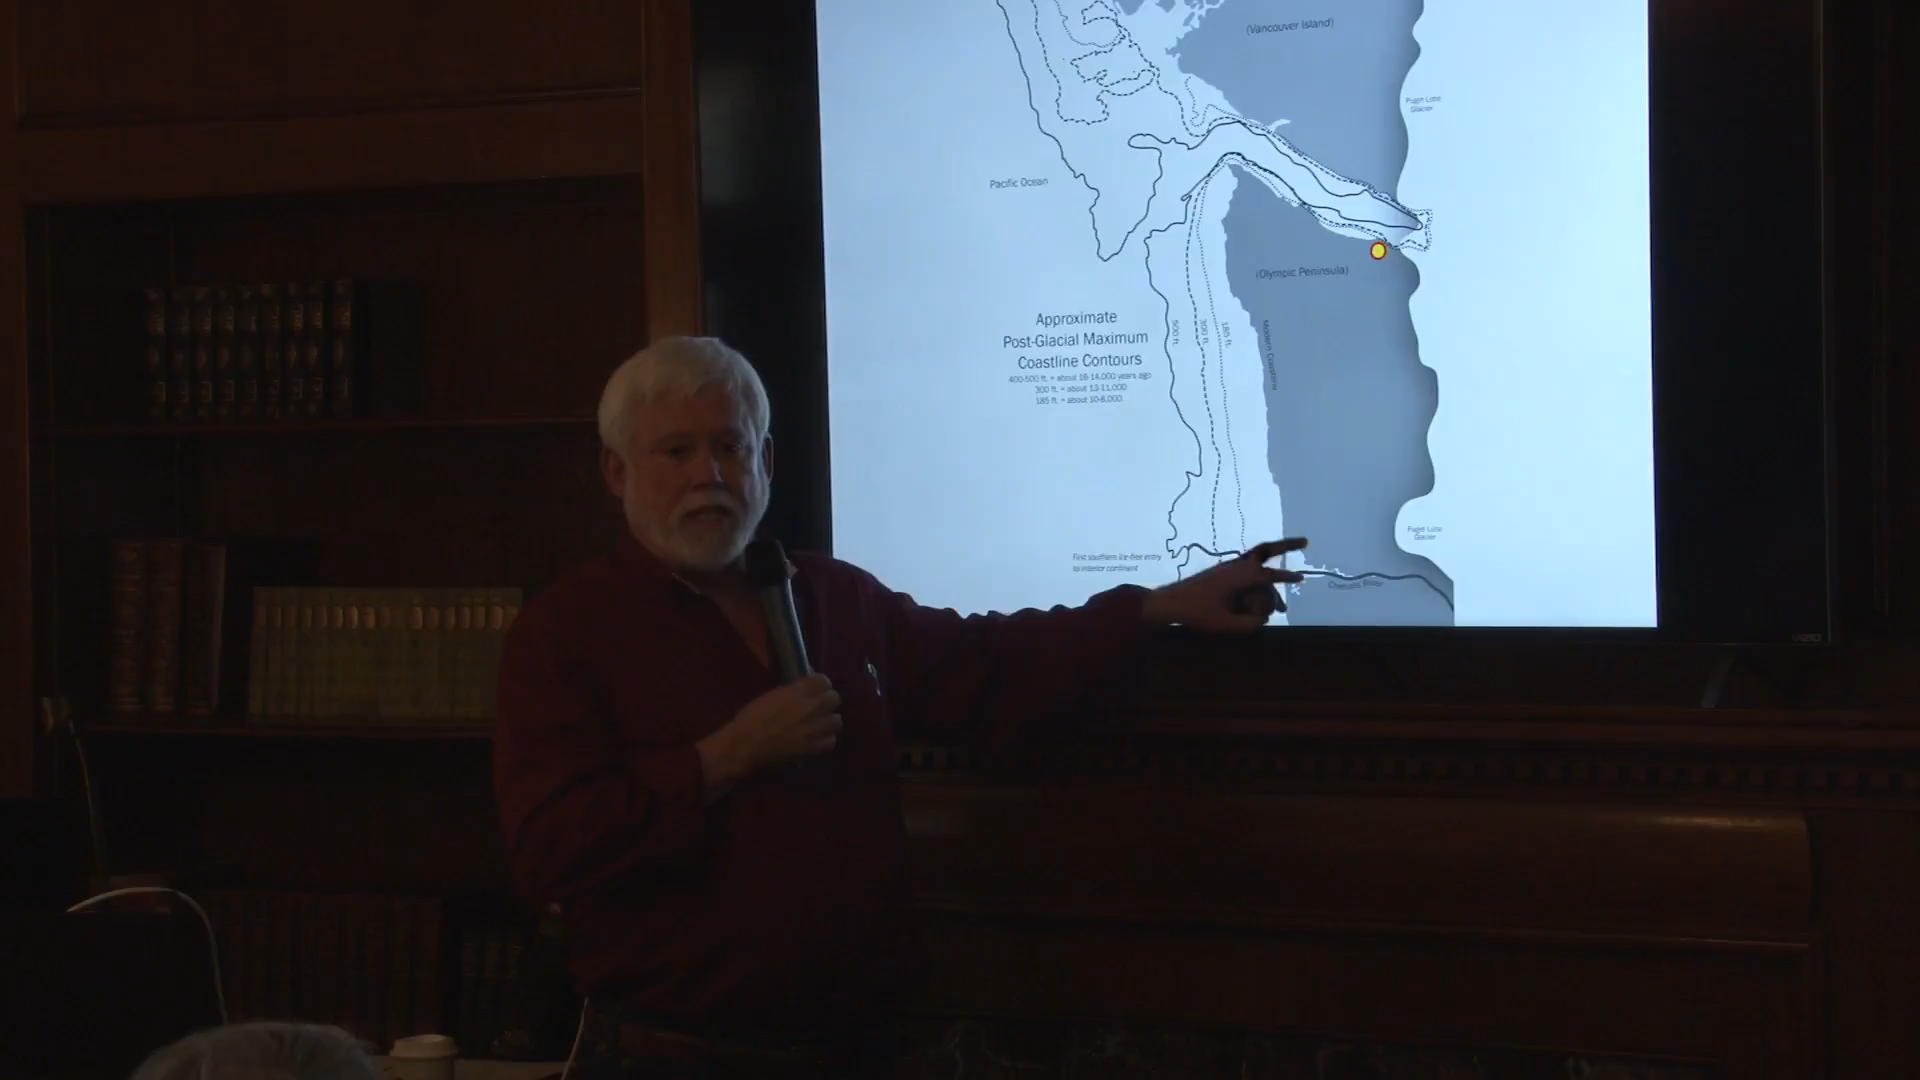 (Vancouver Island)
Puget Lobe
Glacier
Pacific Ocean
(Olympic Peninsula)
Approximate
Post-Glacial Maximum
Coastline Contours
400-500 ft. = about 16-14,000 years ago
300 ft. = about 13-11,000
185 ft. = about 10-8,000
500 ft.
300 ft.
185 ft.
Modern Coastline
First southern ice-free entry
to interior continent
Puget Lobe
Glacier
Chehalis River
VIZIO